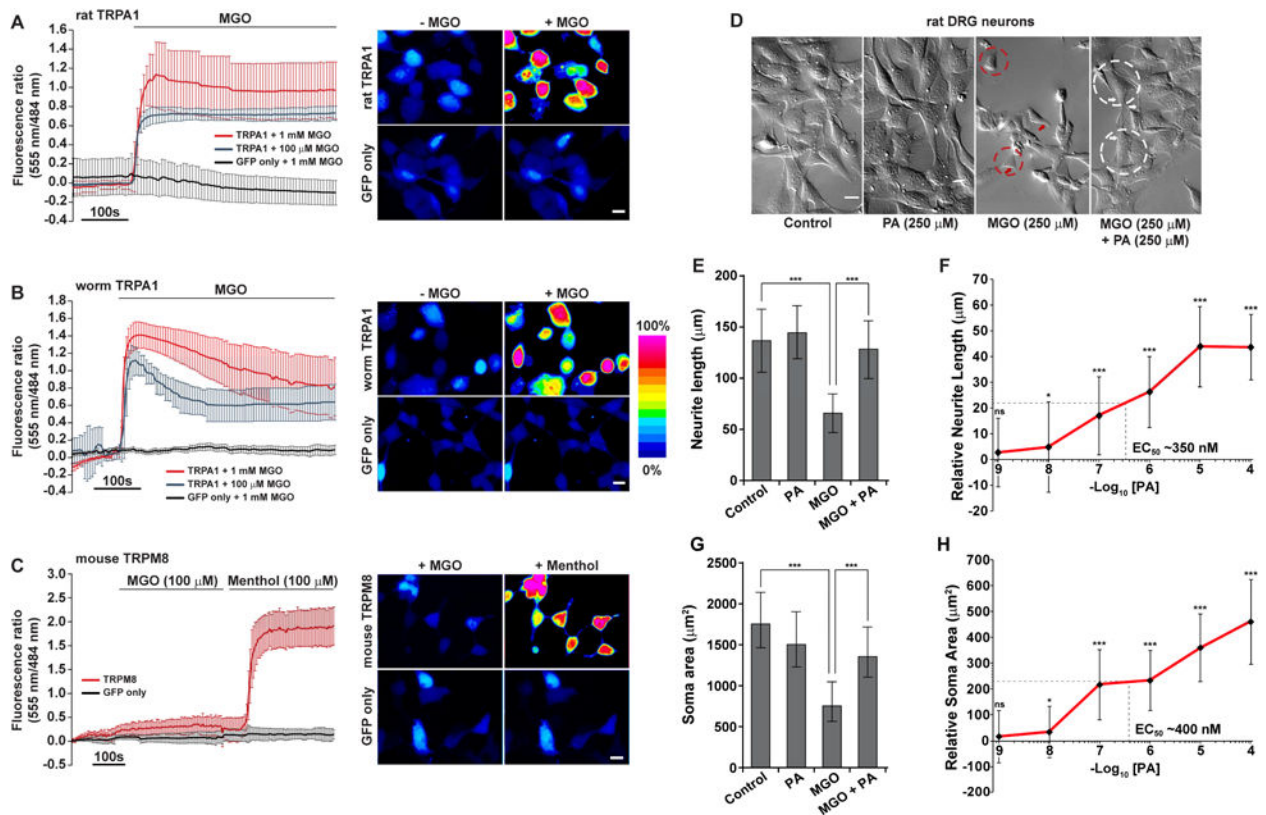 A
rat TRPA1
MGO
Fluorescence ratio
(555 nm/484 nm)
1.6
1.4
1.2
1.0
0.8
0.6
0.4
0.2
0.0
-0.2
-0.4
TRPA1 + 1 mM MGO
TRPA1 + 100 μM MGO
GFP only + 1 mM MGO
100s
- MGO
+ MGO
rat TRPA1
GFP only
B
worm TRPA1
MGO
Fluorescence ratio
(555 nm/484 nm)
1.8
1.6
1.4
1.2
1.0
0.8
0.6
0.4
0.2
0.0
-0.2
-0.4
TRPA1 + 1 mM MGO
TRPA1 + 100 μM MGO
GFP only + 1 mM MGO
100s
- MGO
+ MGO
worm TRPA1
GFP only
100%
0%
C
mouse TRPM8
MGO (100 μM)
Menthol (100 μM)
Fluorescence ratio
(555 nm/484 nm)
3.0
2.5
2.0
1.5
1.0
0.5
0.0
-0.5
TRPM8
GFP only
100s
+ MGO
+ Menthol
mouse TRPM8
GFP only
D
rat DRG neurons
Control
PA (250 μM)
MGO (250 μM)
MGO (250 μM)
+ PA (250 μM)
E
Neurite length (μm)
200
150
100
50
0
***
***
Control
PA
MGO
MGO + PA
F
Relative Neurite Length (μm)
70
60
50
40
30
20
10
0
-10
-20
ns
*
***
***
***
***
EC50 ~350 nM
9
8
7
6
5
4
-Log10 [PA]
G
Soma area (μm²)
2500
2000
1500
1000
500
0
***
***
Control
PA
MGO
MGO + PA
H
Relative Soma Area (μm²)
700
600
500
400
300
200
100
0
-100
200
ns
*
***
***
***
***
EC50 ~400 nM
9
8
7
6
5
4
-Log10 [PA]